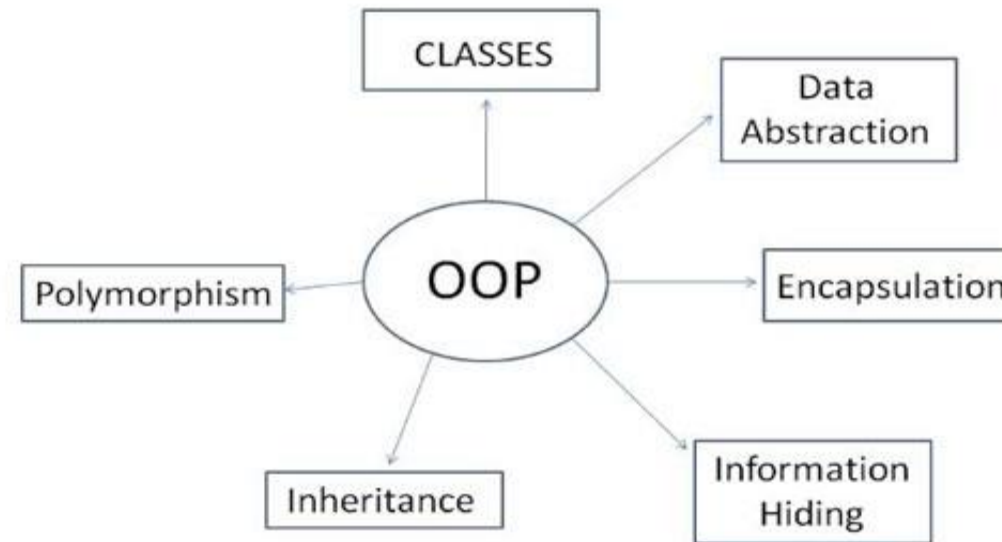 CLASSES
Data
Abstraction
OOP
Polymorphism
Encapsulation
Inheritance
Information
Hiding